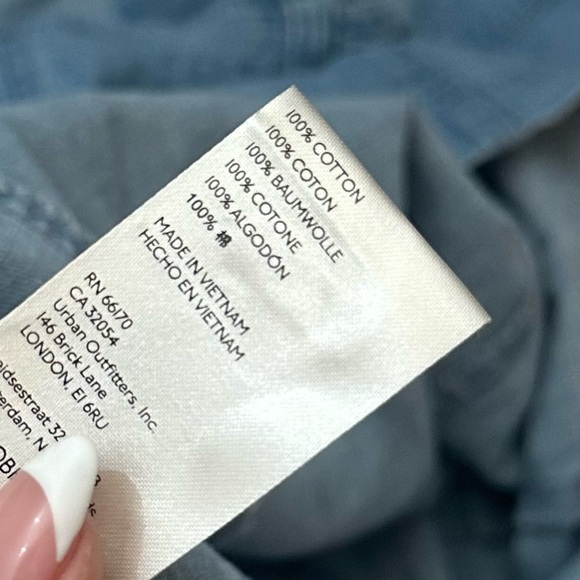 100% COTTON
100% COTON
100% BAUMWOLLE
100% COTONE
100% ALGODÓN
100% 棉
MADE IN VIETNAM
HECHO EN VIETNAM
RN 66170
CA 32054
Urban Outfitters, Inc.
146 Brick Lane
LONDON, E1 6RU
32
N